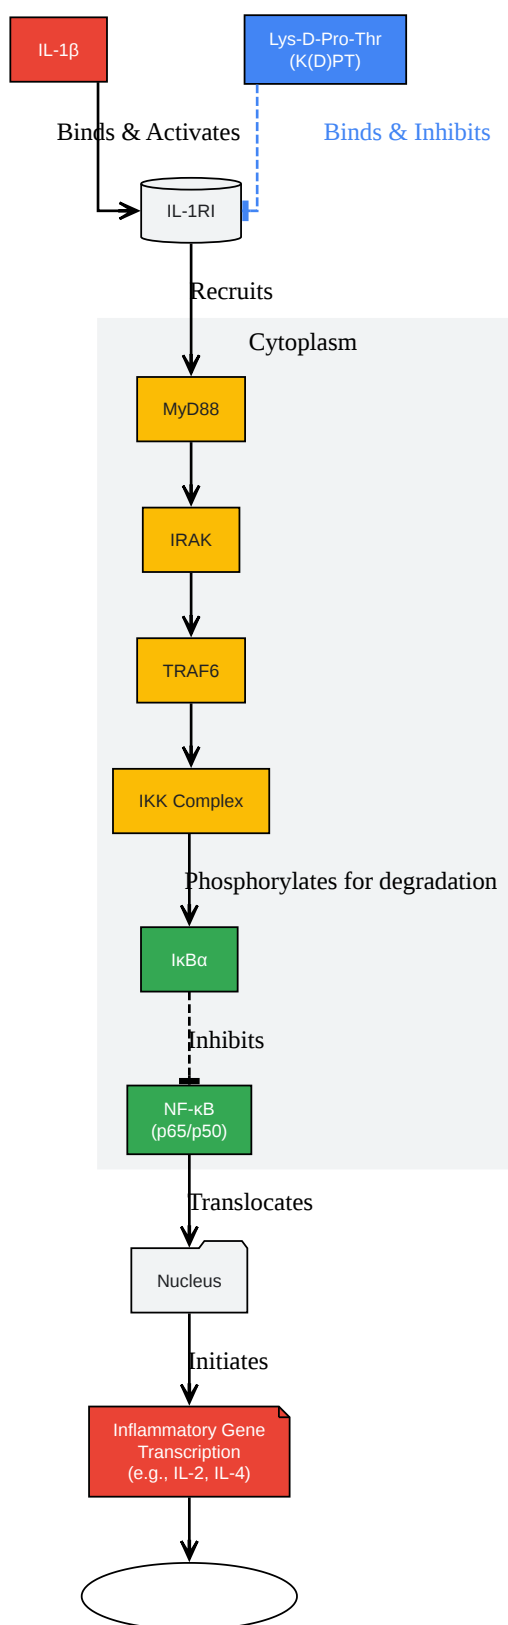 IL-1β
Lys-D-Pro-Thr
(K(D)PT)
Binds & Activates
Binds & Inhibits
IL-1RI
Recruits
Cytoplasm
MyD88
IRAK
TRAF6
IKK Complex
Phosphorylates for degradation
IκBα
Inhibits
NF-κB
(p65/p50)
Translocates
Nucleus
Initiates
Inflammatory Gene
Transcription
(e.g., IL-2, IL-4)